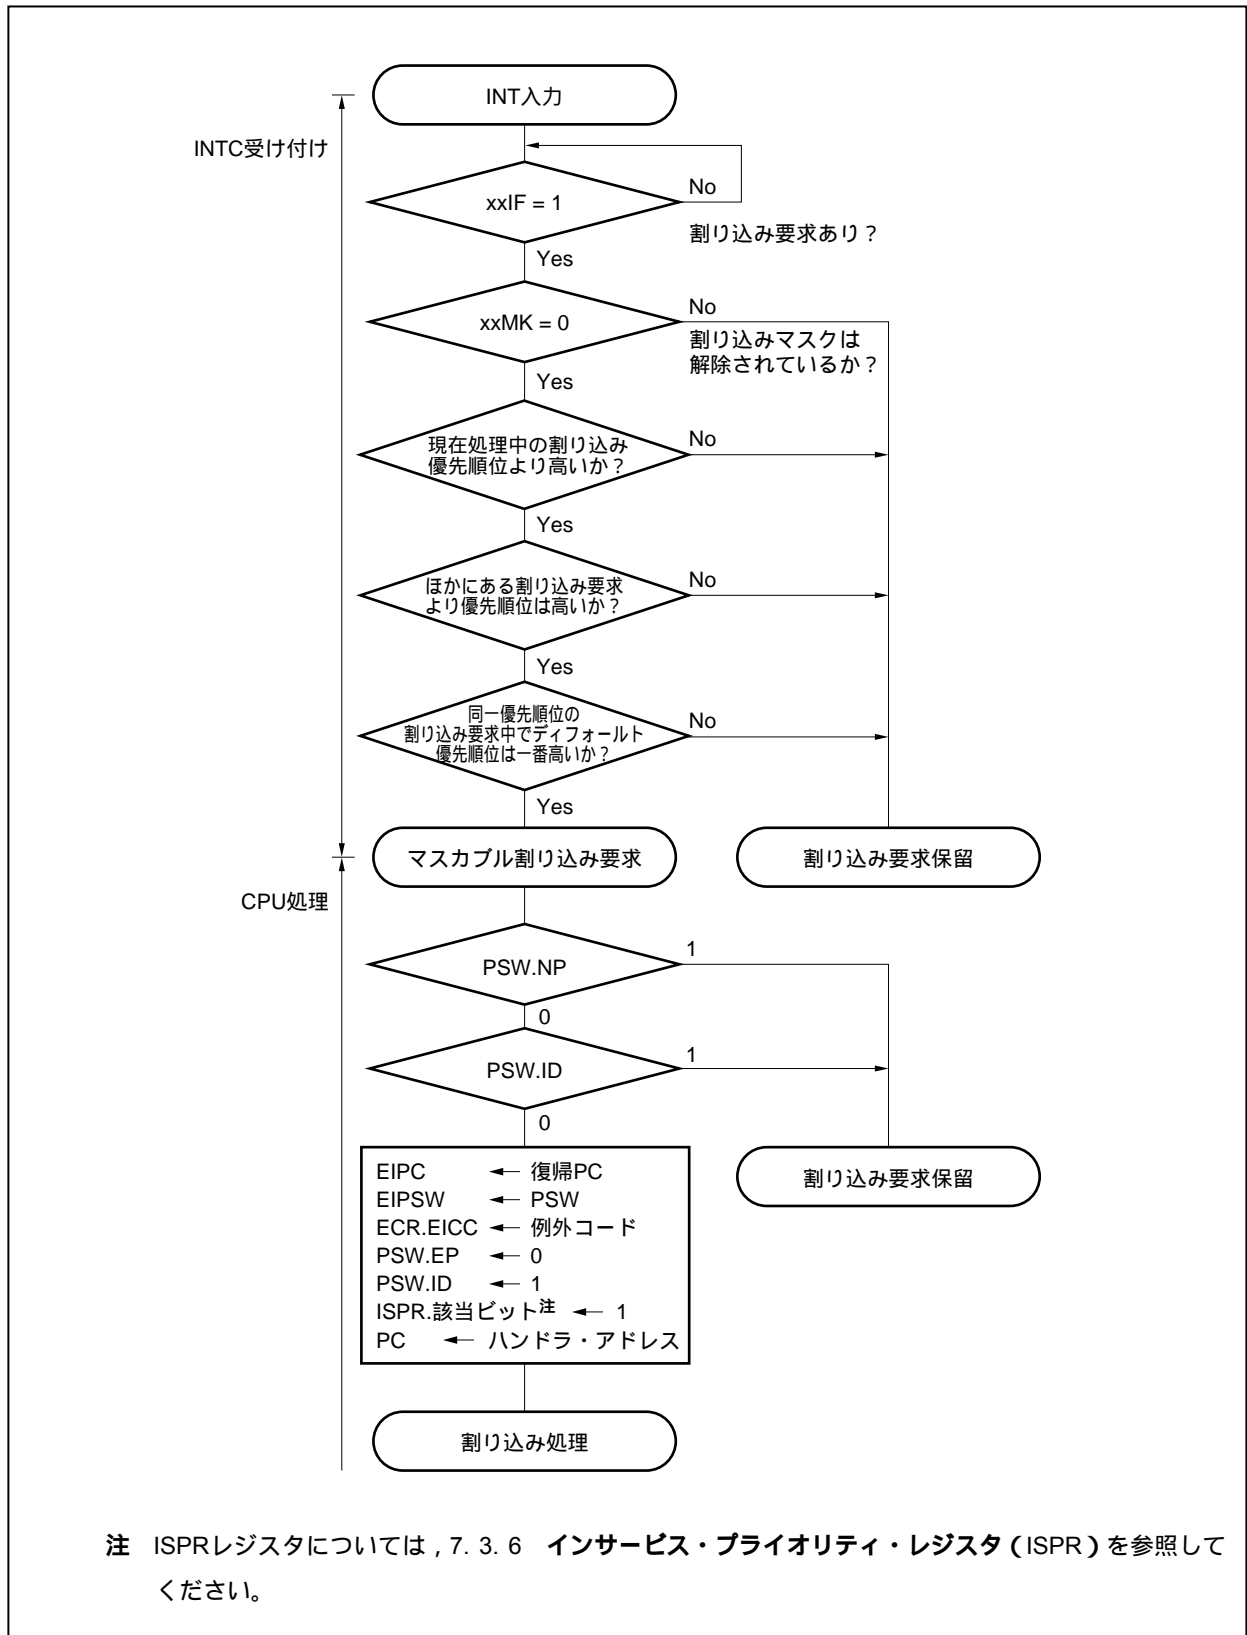 INT入力
INTC受け付け
xxIF = 1
No
割り込み要求あり？
Yes
xxMK = 0
No
割り込みマスクは
解除されているか？
Yes
現在処理中の割り込み
優先順位より高いか？
No
Yes
ほかにある割り込み要求
より優先順位は高いか？
No
Yes
同一優先順位の
割り込み要求中でディフォールト
優先順位は一番高いか？
No
Yes
マスカブル割り込み要求
割り込み要求保留
CPU処理
PSW.NP
1
0
PSW.ID
1
0
EIPC ← 復帰PC
EIPSW ← PSW
ECR.EICC ← 例外コード
PSW.EP ← 0
PSW.ID ← 1
ISPR.該当ビット注 ← 1
PC ← ハンドラ・アドレス
割り込み要求保留
割り込み処理
注 ISPRレジスタについては，7. 3. 6 インサービス・プライオリティ・レジスタ（ISPR）を参照して
ください。